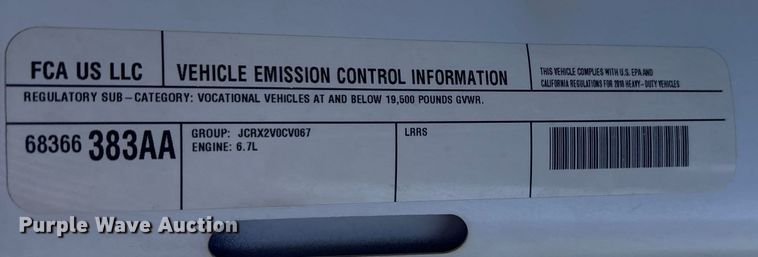 FCA US LLC
VEHICLE EMISSION CONTROL INFORMATION
THIS VEHICLE COMPLIES WITH U.S. EPA AND
CALIFORNIA REGULATIONS FOR 2018 HEAVY-DUTY VEHICLES
REGULATORY SUB-CATEGORY: VOCATIONAL VEHICLES AT AND BELOW 19,500 POUNDS GVWR.
68366 383AA
GROUP: JCRX2V0CV067
ENGINE: 6.7L
LRRS
Purple Wave Auction